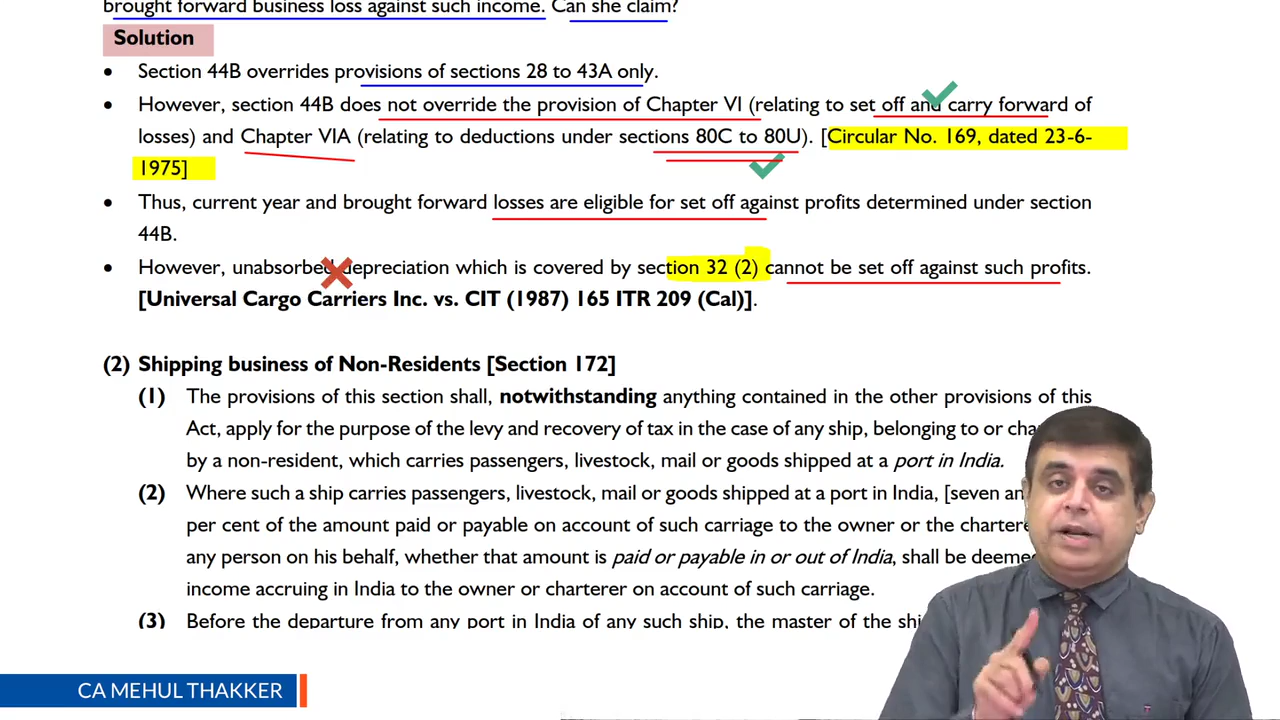 brought forward business loss against such income. Can she claim?
Solution
• Section 44B overrides provisions of sections 28 to 43A only.
• However, section 44B does not override the provision of Chapter VI (relating to set off and carry forward of
losses) and Chapter VIA (relating to deductions under sections 80C to 80U). [Circular No. 169, dated 23-6-
1975]
• Thus, current year and brought forward losses are eligible for set off against profits determined under section
44B.
• However, unabsorbed depreciation which is covered by section 32 (2) cannot be set off against such profits.
[Universal Cargo Carriers Inc. vs. CIT (1987) 165 ITR 209 (Cal)].
(2) Shipping business of Non-Residents [Section 172]
(1) The provisions of this section shall, notwithstanding anything contained in the other provisions of this
Act, apply for the purpose of the levy and recovery of tax in the case of any ship, belonging to or
by a non-resident, which carries passengers, livestock, mail or goods shipped at a port in India.
(2) Where such a ship carries passengers, livestock, mail or goods shipped at a port in India, [seven
per cent of the amount paid or payable on account of such carriage to the owner or the
any person on his behalf, whether that amount is paid or payable in or out of India, shall be
income accruing in India to the owner or charterer on account of such carriage.
(3) Before the departure from any port in India of any such ship, the master of the
CA MEHUL THAKKER